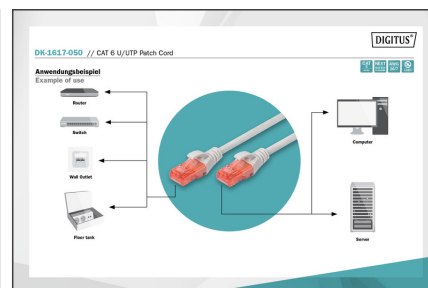 DIGITUS®
DK-1617-050 // CAT 6 U/UTP Patch Cord
Anwendungsbeispiel
Example of use
Router
Switch
Wall Outlet
Floor tank
Computer
Server